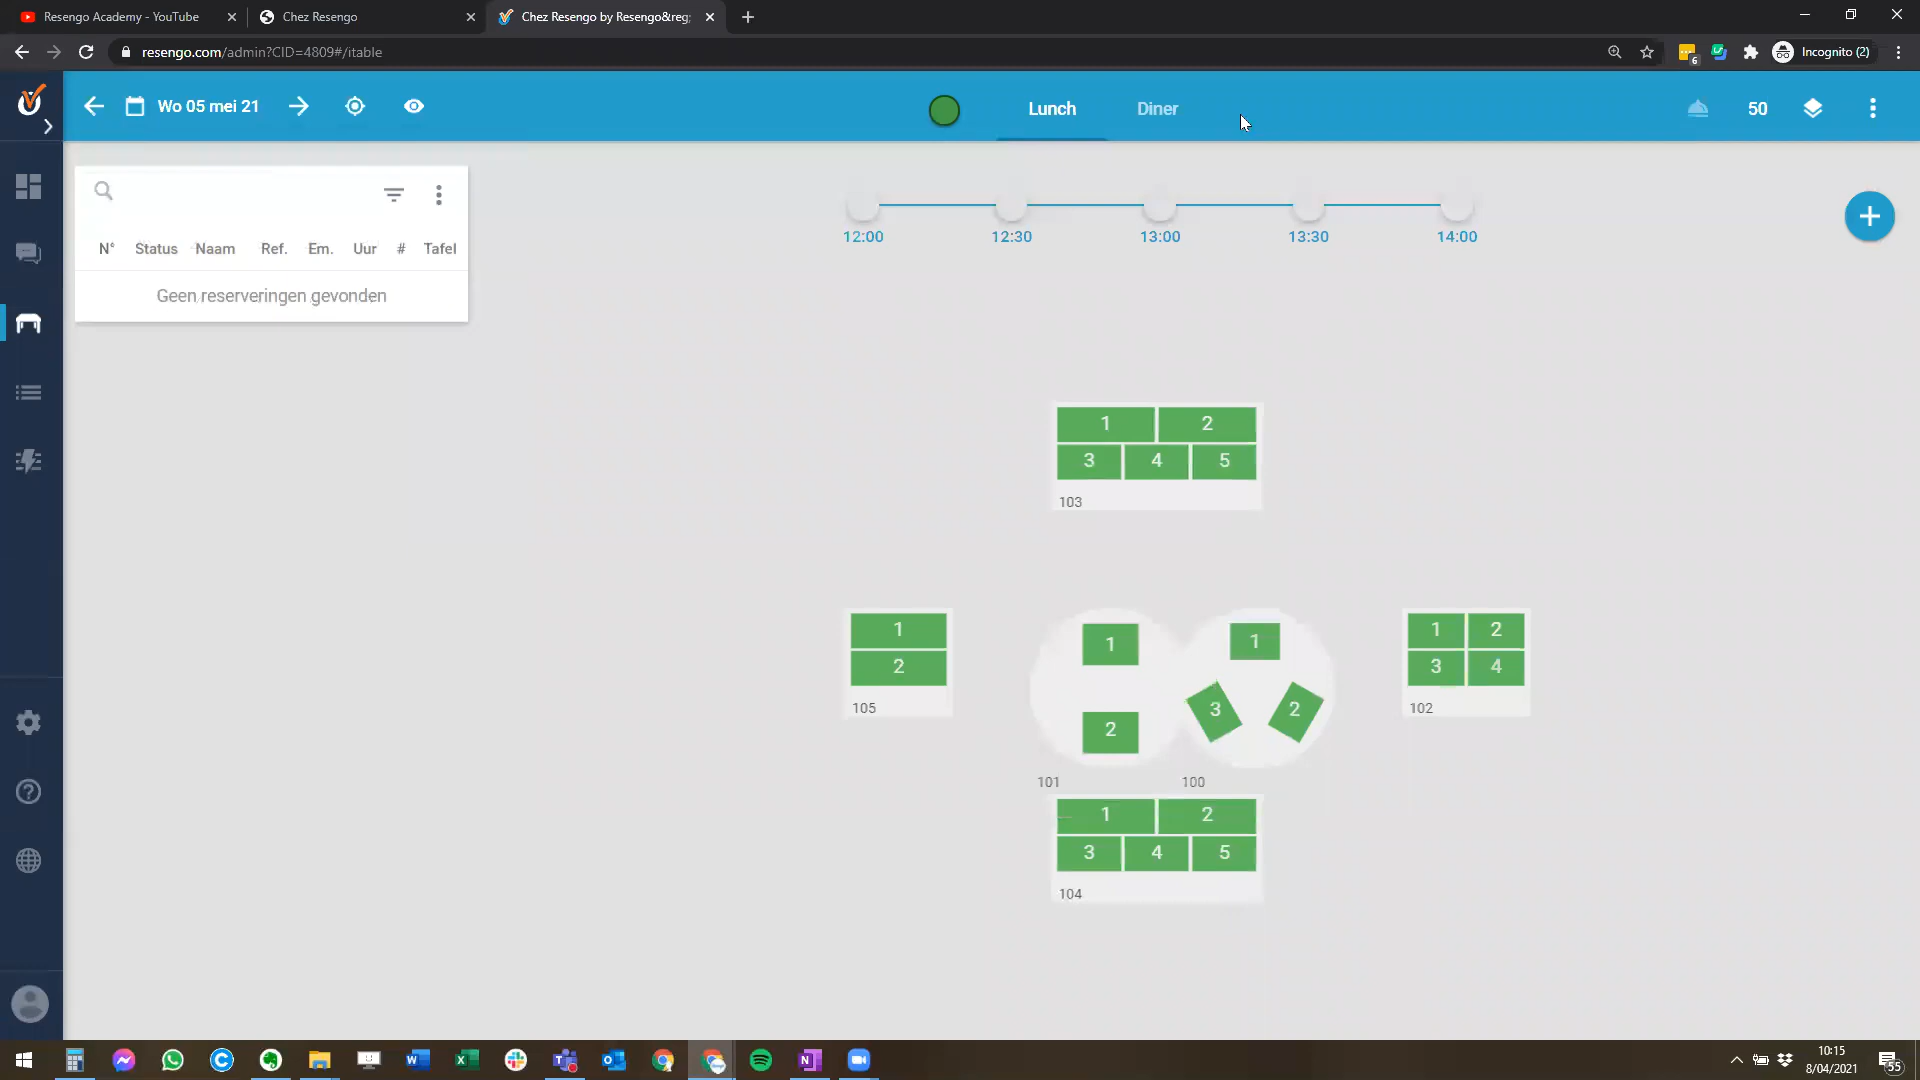 Resengo Academy - YouTube
Chez Resengo
Chez Resengo by Resengo&reg;
resengo.com/admin?CID=4809#/itable
6
Incognito (2)
Wo 05 mei 21
Lunch
Diner
50
N° Status Naam Ref. Em. Uur # Tafel
Geen reserveringen gevonden
12:00 12:30 13:00 13:30 14:00
1 2
3 4 5
103
1
2
105
1
2
101
1
3 2
100
1 2
3 4
102
1 2
3 4 5
104
10:15
8/04/2021
55